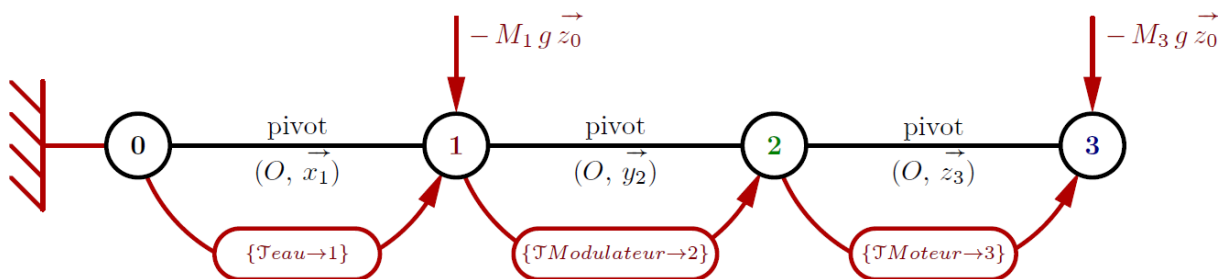 − M₁ g z₀⃗
− M₃ g z₀⃗
0
pivot
(O, x₁⃗)
1
pivot
(O, y₂⃗)
2
pivot
(O, z₃⃗)
3
{𝒯eau→1}
{𝒯Modulateur→2}
{𝒯Moteur→3}